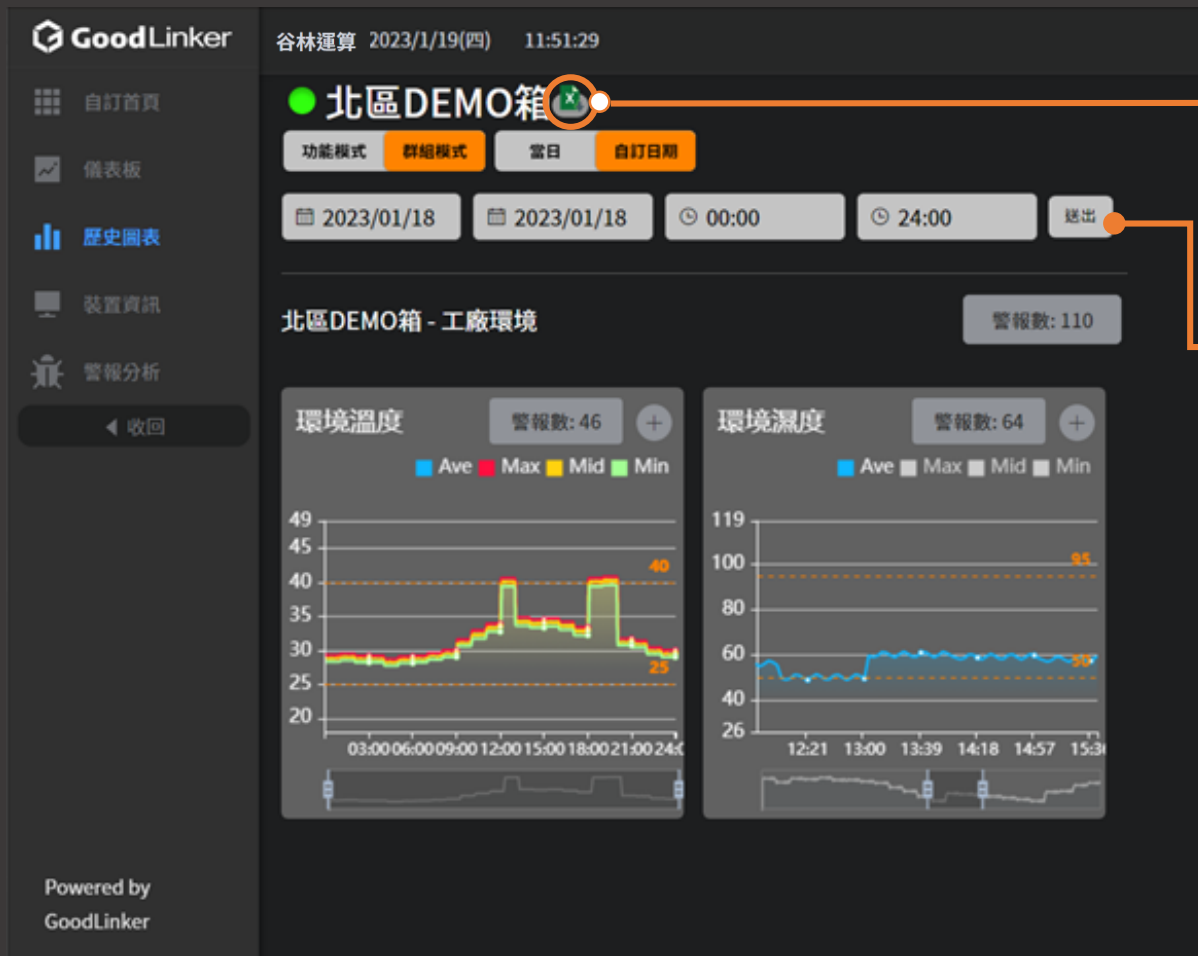 GoodLinker
谷林運算 2023/1/19(四) 11:51:29
自訂首頁
儀表板
歷史圖表
裝置資訊
警報分析
收回
Powered by
GoodLinker
北區DEMO箱
功能模式 群組模式 當日 自訂日期
2023/01/18 2023/01/18 00:00 24:00 送出
北區DEMO箱 - 工廠環境 警報數: 110
環境溫度 警報數: 46 +
Ave Max Mid Min
49
45
40
40
35
30
25
25
20
03:00 06:00 09:00 12:00 15:00 18:00 21:00 24:0
環境濕度 警報數: 64 +
Ave Max Mid Min
119
100
95
80
60
50
40
26
12:21 13:00 13:39 14:18 14:57 15:3